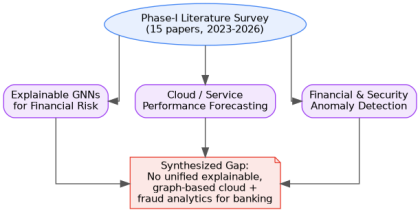 Phase-I Literature Survey
(15 papers, 2023-2026)
Explainable GNNs
for Financial Risk
Cloud / Service
Performance Forecasting
Financial & Security
Anomaly Detection
Synthesized Gap:
No unified explainable,
graph-based cloud +
fraud analytics for banking